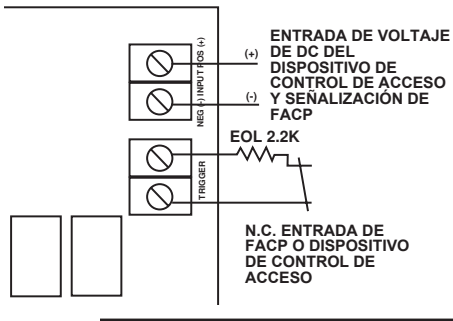 ENTRADA DE VOLTAJE
DE DC DEL
DISPOSITIVO DE
CONTROL DE ACCESO
Y SEÑALIZACIÓN DE
FACP
(+)
(-)
NEG (–) INPUT POS (+)
EOL 2.2K
TRIGGER
N.C. ENTRADA DE
FACP O DISPOSITIVO
DE CONTROL DE
ACCESO